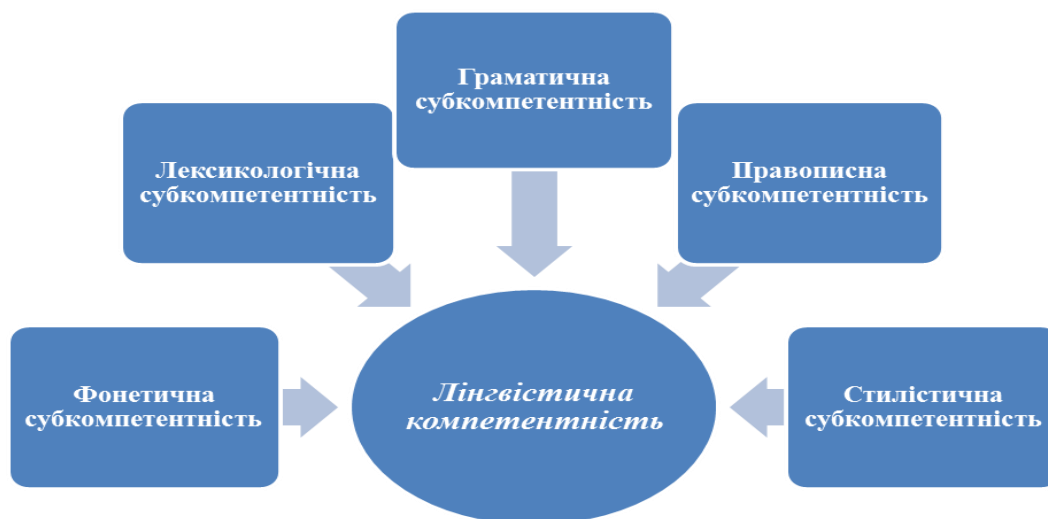 Граматична
субкомпетентність
Лексикологічна
субкомпетентність
Правописна
субкомпетентність
Фонетична
субкомпетентність
Лінгвістична
компетентність
Стилістична
субкомпетентність